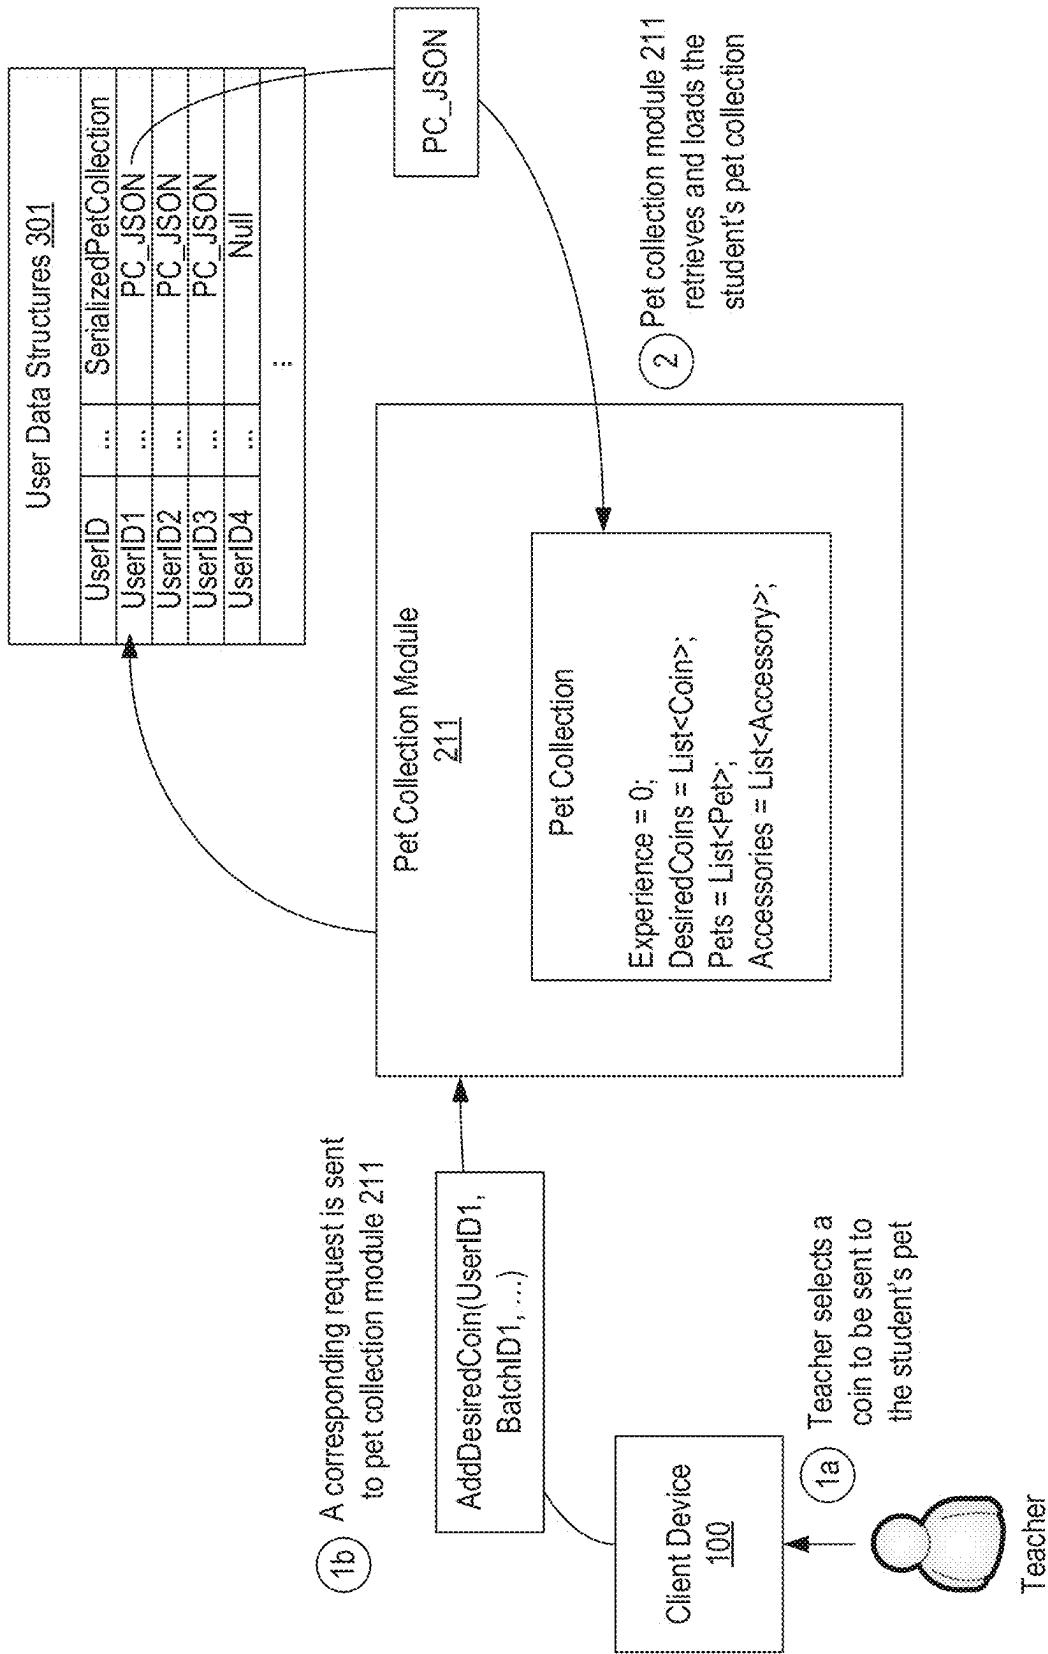 User Data Structures 301
UserID ... SerializedPetCollection
UserID1 ... PC_JSON
UserID2 ... PC_JSON
UserID3 ... PC_JSON
UserID4 ... Null
...
PC_JSON
2 Pet collection module 211
retrieves and loads the
student's pet collection
Pet Collection Module
211
Pet Collection
Experience = 0;
DesiredCoins = List<Coin>;
Pets = List<Pet>;
Accessories = List<Accessory>;
1b A corresponding request is sent
to pet collection module 211
AddDesiredCoin(UserID1,
BatchID1, ...)
Client Device
100
1a Teacher selects a
coin to be sent to
the student's pet
Teacher